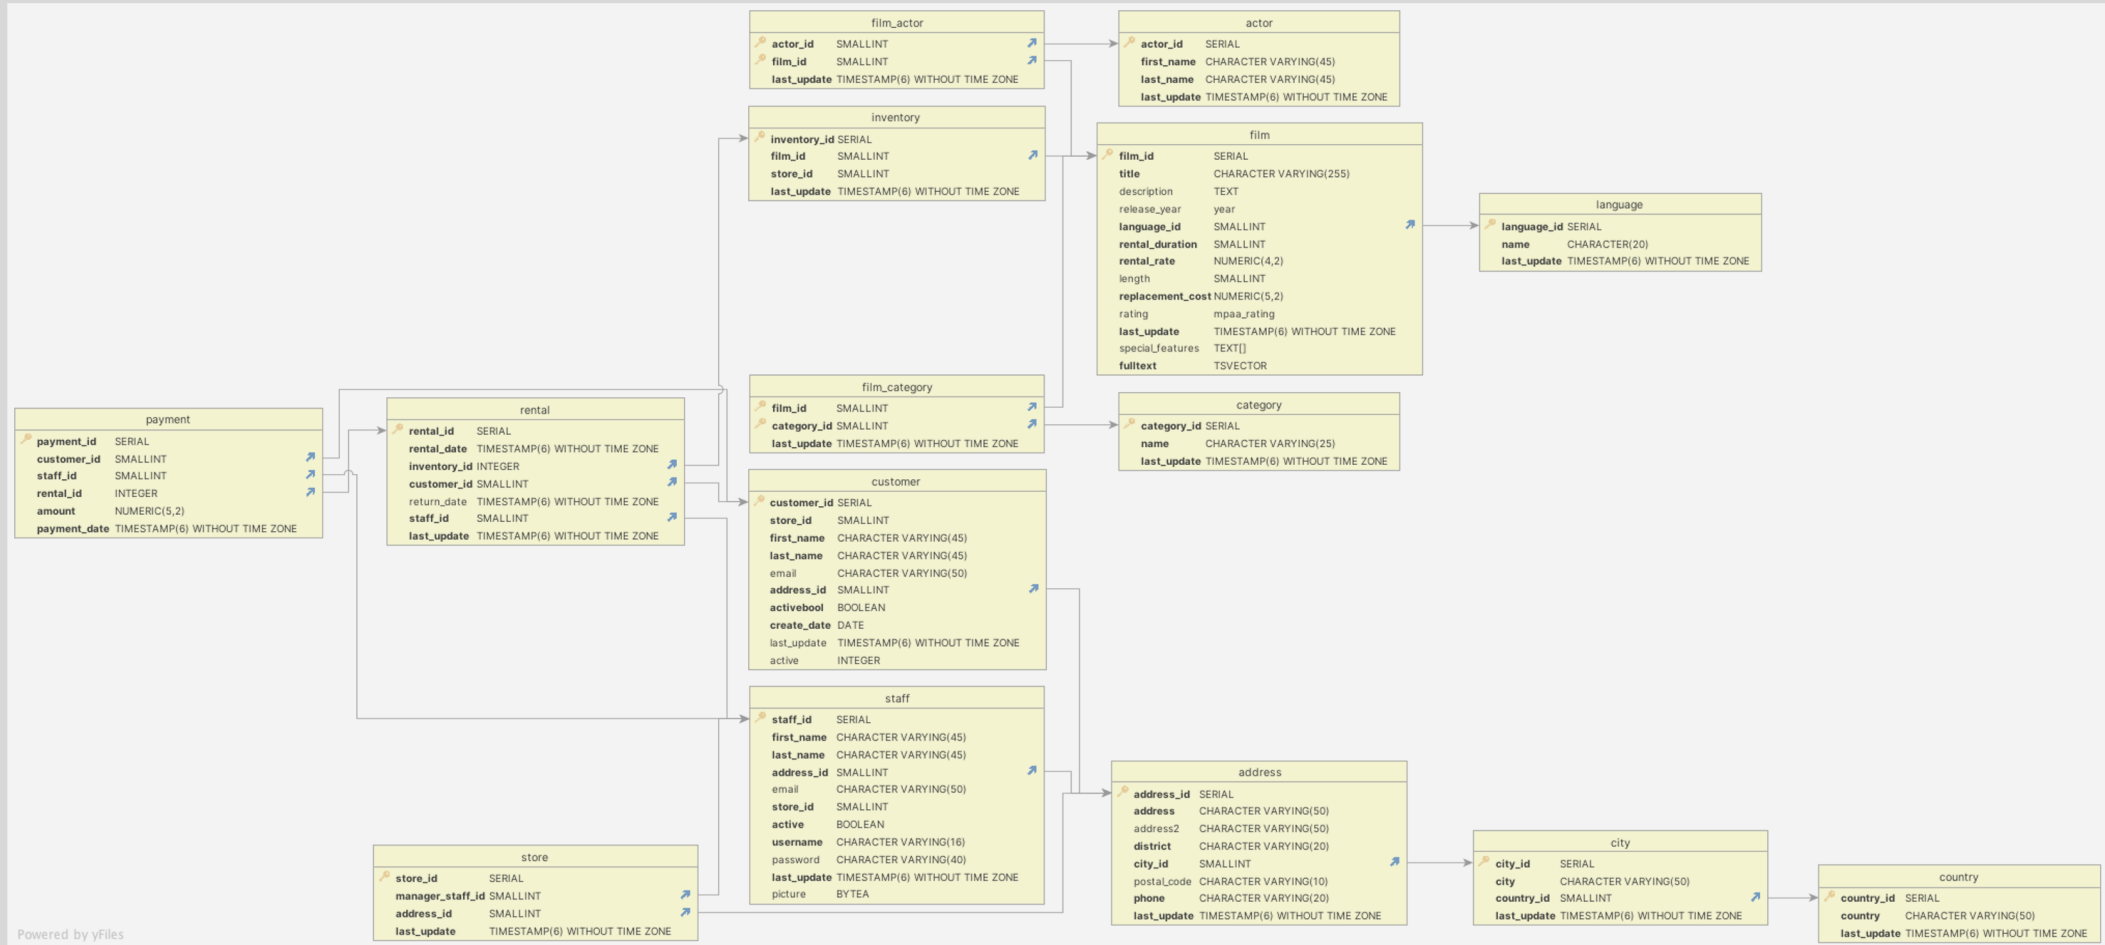 film_actor
actor_id SMALLINT
film_id SMALLINT
last_update TIMESTAMP(6) WITHOUT TIME ZONE
actor
actor_id SERIAL
first_name CHARACTER VARYING(45)
last_name CHARACTER VARYING(45)
last_update TIMESTAMP(6) WITHOUT TIME ZONE
inventory
inventory_id SERIAL
film_id SMALLINT
store_id SMALLINT
last_update TIMESTAMP(6) WITHOUT TIME ZONE
film
film_id SERIAL
title CHARACTER VARYING(255)
description TEXT
release_year year
language_id SMALLINT
rental_duration SMALLINT
rental_rate NUMERIC(4,2)
length SMALLINT
replacement_cost NUMERIC(5,2)
rating mpaa_rating
last_update TIMESTAMP(6) WITHOUT TIME ZONE
special_features TEXT[]
fulltext TSVECTOR
language
language_id SERIAL
name CHARACTER(20)
last_update TIMESTAMP(6) WITHOUT TIME ZONE
film_category
film_id SMALLINT
category_id SMALLINT
last_update TIMESTAMP(6) WITHOUT TIME ZONE
category
category_id SERIAL
name CHARACTER VARYING(25)
last_update TIMESTAMP(6) WITHOUT TIME ZONE
payment
payment_id SERIAL
customer_id SMALLINT
staff_id SMALLINT
rental_id INTEGER
amount NUMERIC(5,2)
payment_date TIMESTAMP(6) WITHOUT TIME ZONE
rental
rental_id SERIAL
rental_date TIMESTAMP(6) WITHOUT TIME ZONE
inventory_id INTEGER
customer_id SMALLINT
return_date TIMESTAMP(6) WITHOUT TIME ZONE
staff_id SMALLINT
last_update TIMESTAMP(6) WITHOUT TIME ZONE
customer
customer_id SERIAL
store_id SMALLINT
first_name CHARACTER VARYING(45)
last_name CHARACTER VARYING(45)
email CHARACTER VARYING(50)
address_id SMALLINT
activebool BOOLEAN
create_date DATE
last_update TIMESTAMP(6) WITHOUT TIME ZONE
active INTEGER
staff
staff_id SERIAL
first_name CHARACTER VARYING(45)
last_name CHARACTER VARYING(45)
address_id SMALLINT
email CHARACTER VARYING(50)
store_id SMALLINT
active BOOLEAN
username CHARACTER VARYING(16)
password CHARACTER VARYING(40)
last_update TIMESTAMP(6) WITHOUT TIME ZONE
picture BYTEA
address
address_id SERIAL
address CHARACTER VARYING(50)
address2 CHARACTER VARYING(50)
district CHARACTER VARYING(20)
city_id SMALLINT
postal_code CHARACTER VARYING(10)
phone CHARACTER VARYING(20)
last_update TIMESTAMP(6) WITHOUT TIME ZONE
store
store_id SERIAL
manager_staff_id SMALLINT
address_id SMALLINT
last_update TIMESTAMP(6) WITHOUT TIME ZONE
city
city_id SERIAL
city CHARACTER VARYING(50)
country_id SMALLINT
last_update TIMESTAMP(6) WITHOUT TIME ZONE
country
country_id SERIAL
country CHARACTER VARYING(50)
last_update TIMESTAMP(6) WITHOUT TIME ZONE
Powered by yFiles